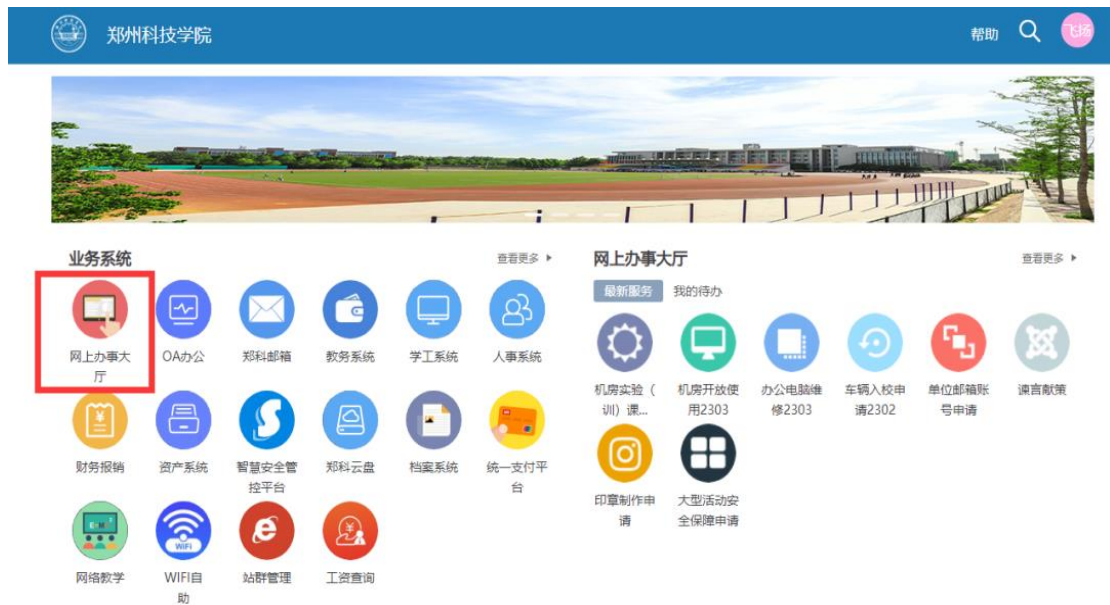 郑州科技学院
帮助
飞扬
业务系统
查看更多
网上办事大
厅
OA办公
郑科邮箱
教务系统
学工系统
人事系统
财务报销
资产系统
智慧安全管
控平台
郑科云盘
档案系统
统一支付平
台
网络教学
WIFI
WIFI自
助
站群管理
工资查询
网上办事大厅
查看更多
最新服务
我的待办
机房实验（
训）课...
机房开放使
用2303
办公电脑维
修2303
车辆入校申
请2302
单位邮箱账
号申请
谏言献策
印章制作申
请
大型活动安
全保障申请